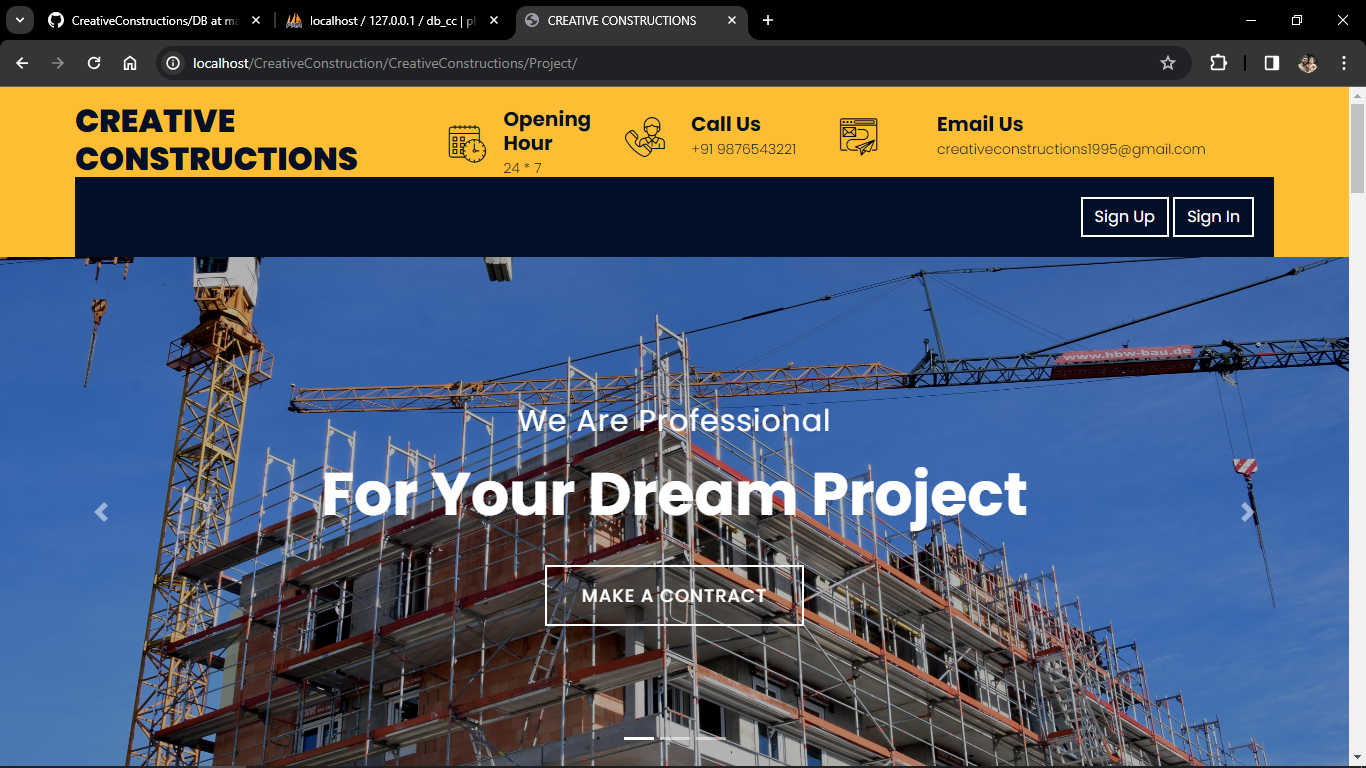 CreativeConstructions/DB at ma
localhost / 127.0.0.1 / db_cc | pl
CREATIVE CONSTRUCTIONS
localhost/CreativeConstruction/CreativeConstructions/Project/
CREATIVE
CONSTRUCTIONS
Opening
Hour
24 * 7
Call Us
+91 9876543221
Email Us
creativeconstructions1995@gmail.com
Sign Up
Sign In
www.hbw-bau.de
We Are Professional
For Your Dream Project
MAKE A CONTRACT